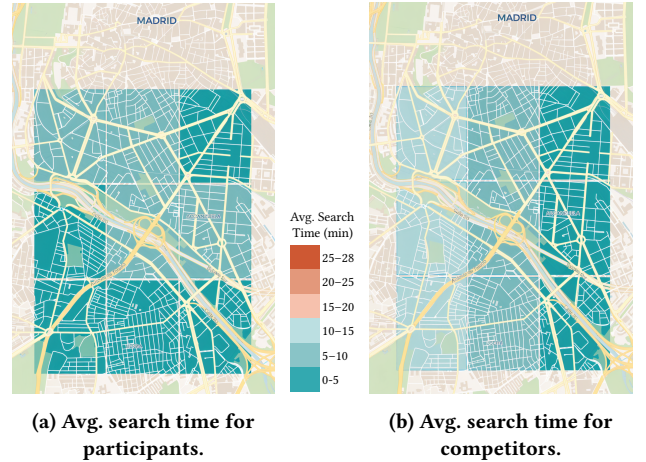 MADRID
MADRID
Avg. Search
Time (min)
25–28
20–25
15–20
10–15
5–10
0-5
(a) Avg. search time for
participants.
(b) Avg. search time for
competitors.